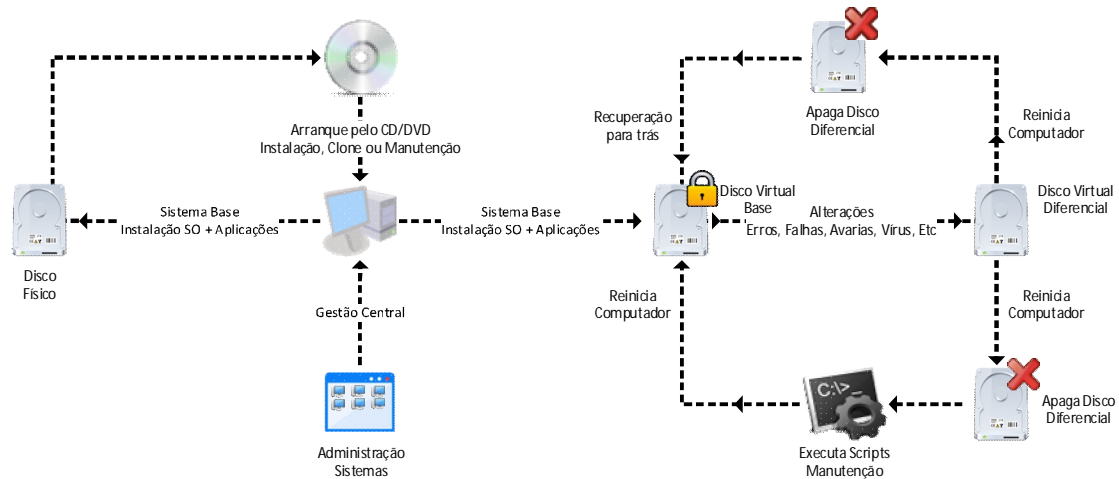 Arranque pelo CD/DVD
Instalação, Clone ou Manutenção
Apaga Disco
Diferencial
Recuperação
para trás
Reinicia
Computador
Sistema Base
Instalação SO + Aplicações
Sistema Base
Instalação SO + Aplicações
Disco Virtual
Base
Alterações
Erros, Falhas, Avarias, Vírus, Etc
Disco Virtual
Diferencial
Disco
Físico
Gestão Central
Reinicia
Computador
Reinicia
Computador
C:\>_
Apaga Disco
Diferencial
Administração
Sistemas
Executa Scripts
Manutenção